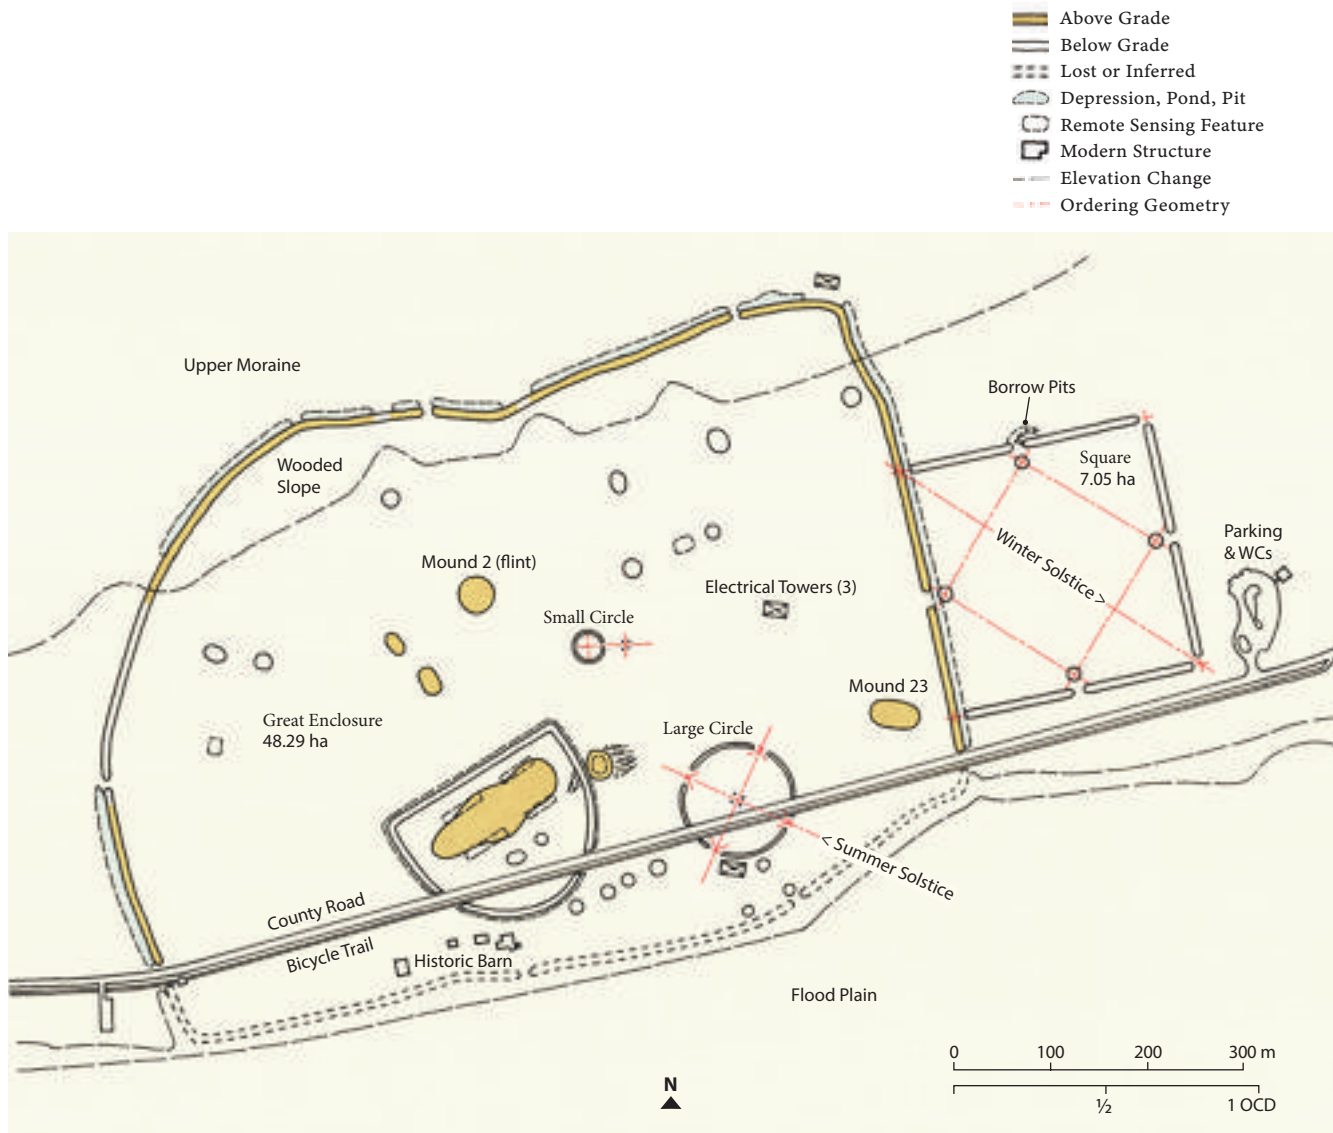 Above Grade
Below Grade
Lost or Inferred
Depression, Pond, Pit
Remote Sensing Feature
Modern Structure
Elevation Change
Ordering Geometry
Upper Moraine
Borrow Pits
Wooded
Slope
Square
7.05 ha
Parking
& WCs
Winter Solstice >
Mound 2 (flint)
Electrical Towers (3)
Small Circle
Mound 23
Great Enclosure
48.29 ha
Large Circle
< Summer Solstice
County Road
Bicycle Trail
Historic Barn
Flood Plain
0 100 200 300 m
½ 1 OCD
N